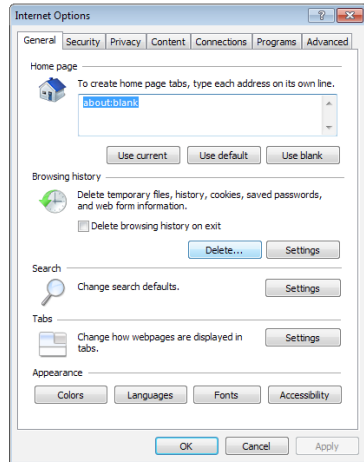 Internet Options
General Security Privacy Content Connections Programs Advanced
Home page
To create home page tabs, type each address on its own line.
about:blank
Use current Use default Use blank
Browsing history
Delete temporary files, history, cookies, saved passwords,
and web form information.
Delete browsing history on exit
Delete... Settings
Search
Change search defaults. Settings
Tabs
Change how webpages are displayed in
tabs.
Settings
Appearance
Colors Languages Fonts Accessibility
OK Cancel Apply